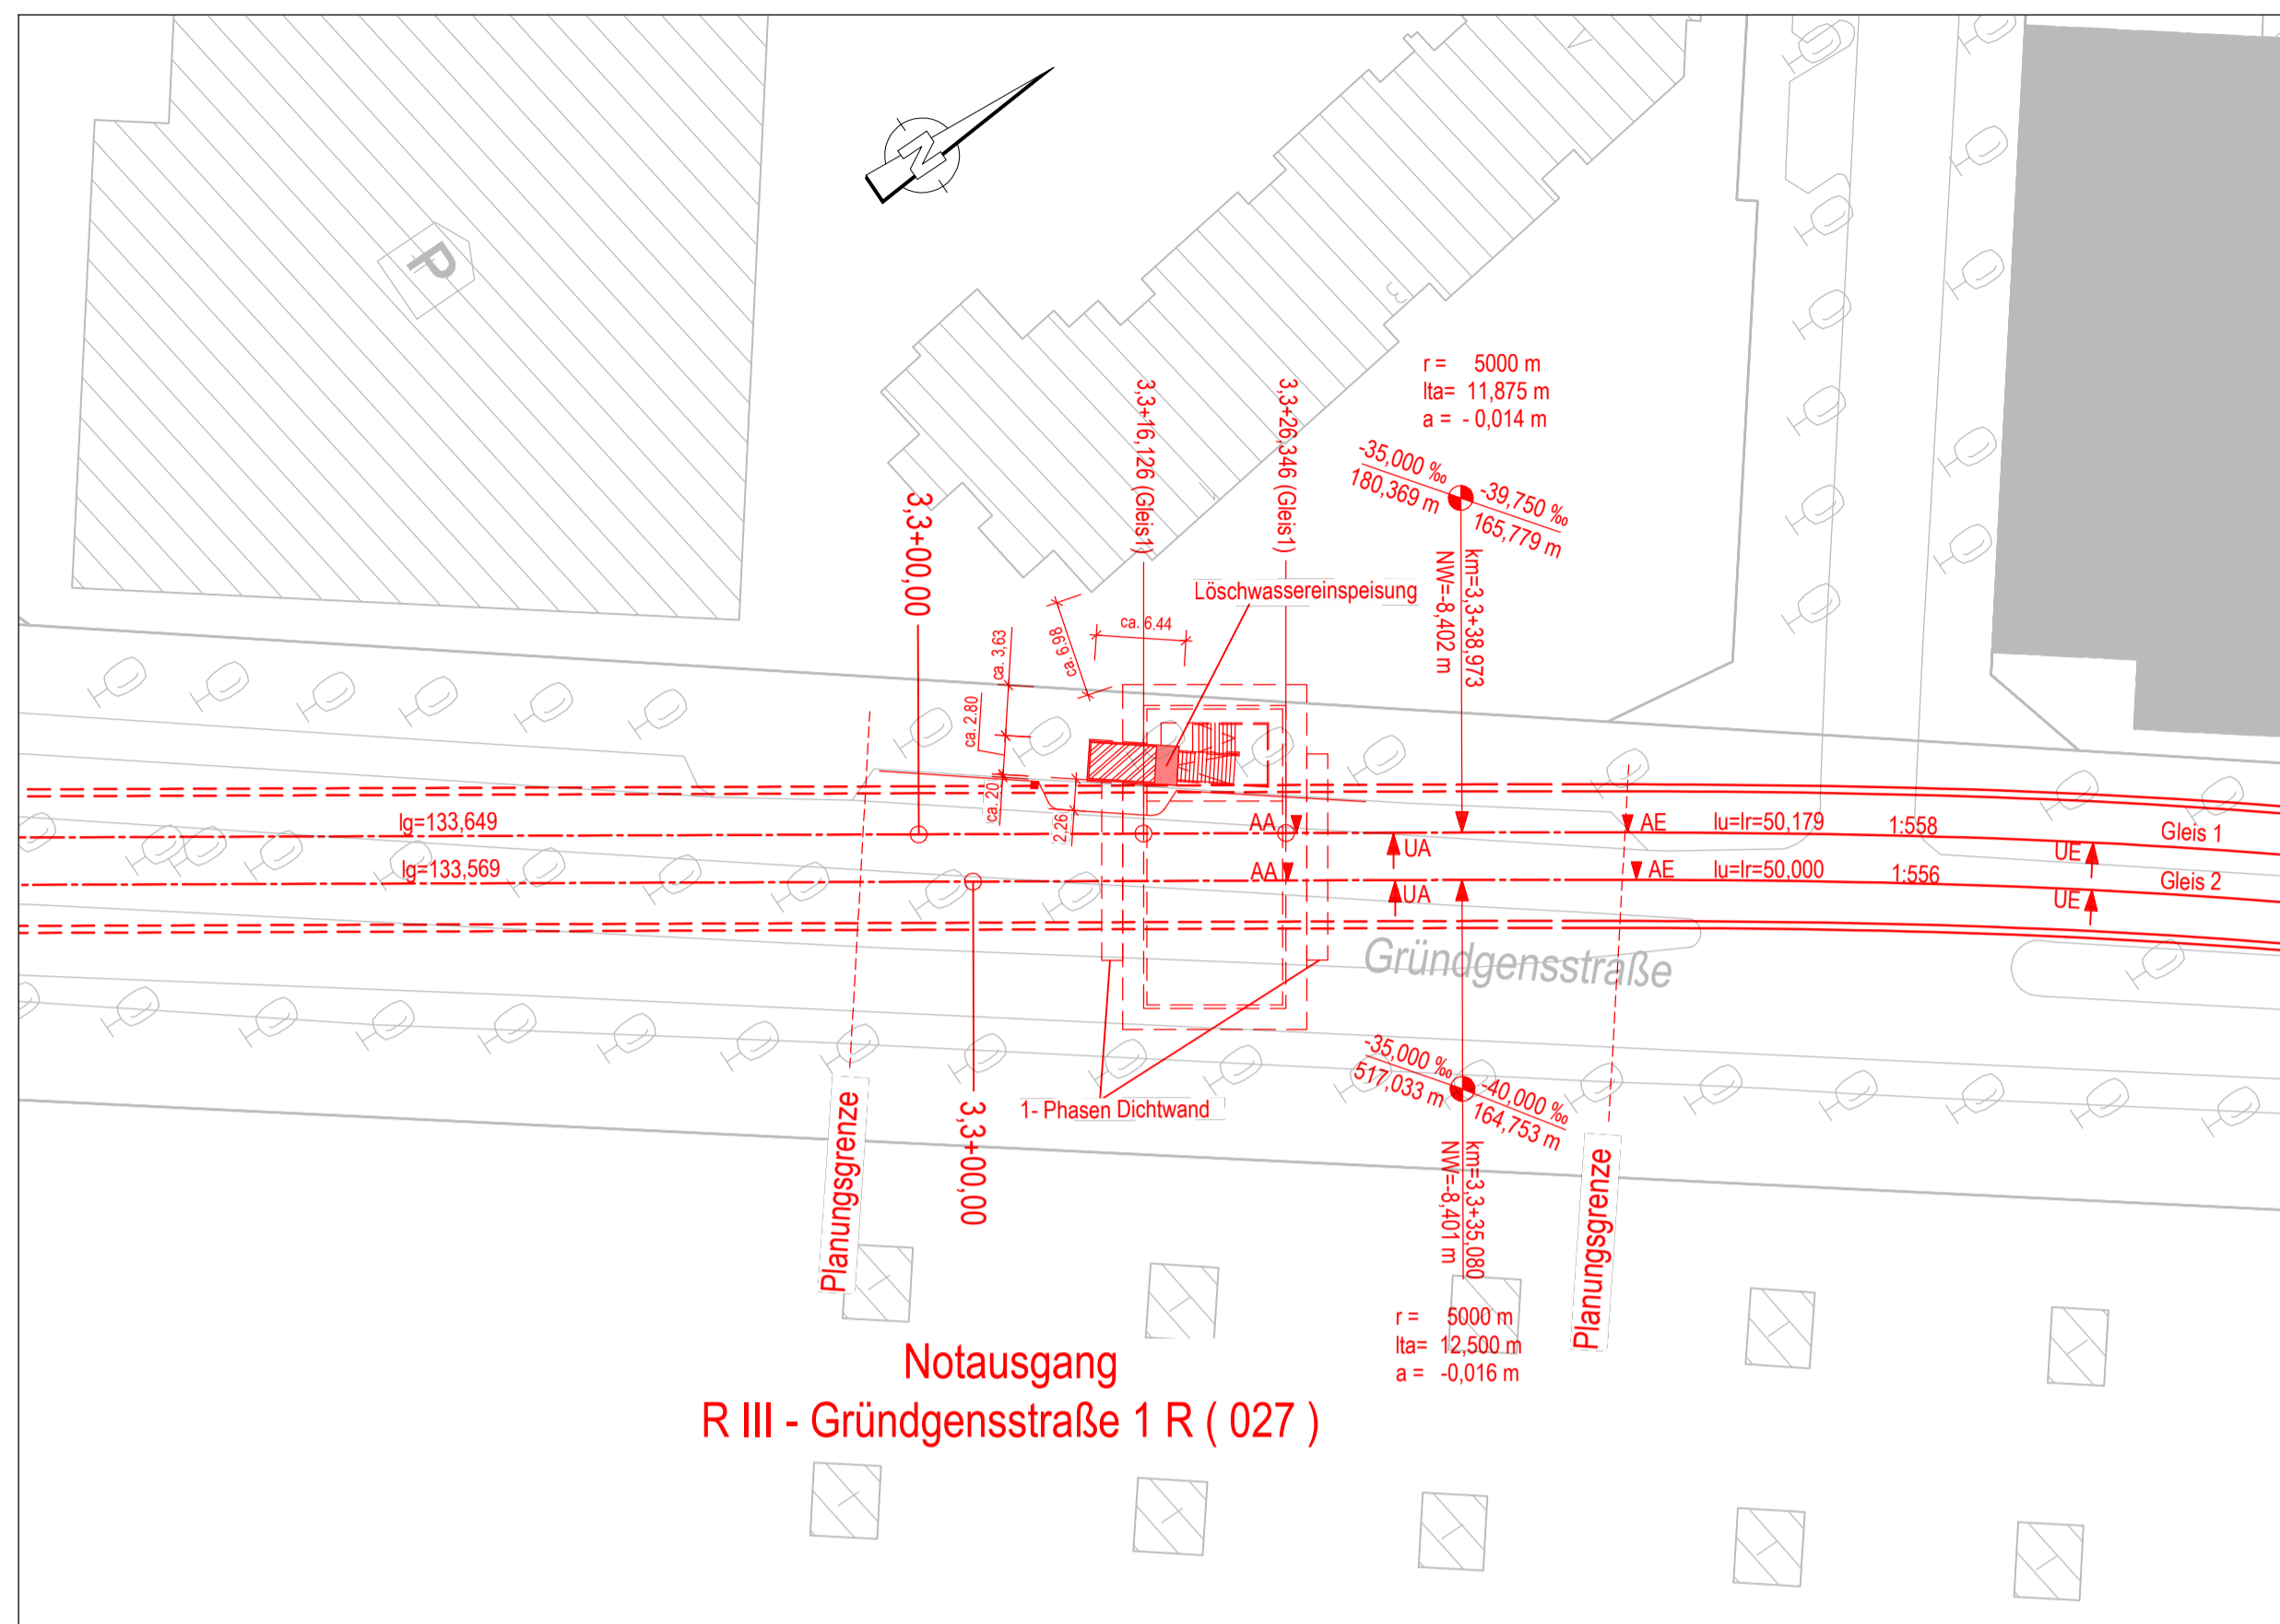 N
P
3
r = 5000 m
lta= 11,875 m
a = - 0,014 m
-35,000 ‰
180,369 m
-39,750 ‰
165,779 m
km=3,3+38,973
NW=-8,402 m
3,3+00,00
3,3+16,126 (Gleis1)
3,3+26,346 (Gleis1)
Löschwassereinspeisung
ca. 6.44
ca. 6.98
ca. 3,63
ca. 2.80
ca. 20
2,26
lg=133,649
AA
UA
AE
lu=lr=50,179
1:558
UE
Gleis 1
lg=133,569
AA
UA
AE
lu=lr=50,000
1:556
UE
Gleis 2
Gründgensstraße
1- Phasen Dichtwand
3,3+00,00
Planungsgrenze
Planungsgrenze
-35,000 ‰
517,033 m
-40,000 ‰
164,753 m
km=3,3+35,080
NW=-8,401 m
r = 5000 m
lta= 12,500 m
a = -0,016 m
Notausgang
R III - Gründgensstraße 1 R ( 027 )